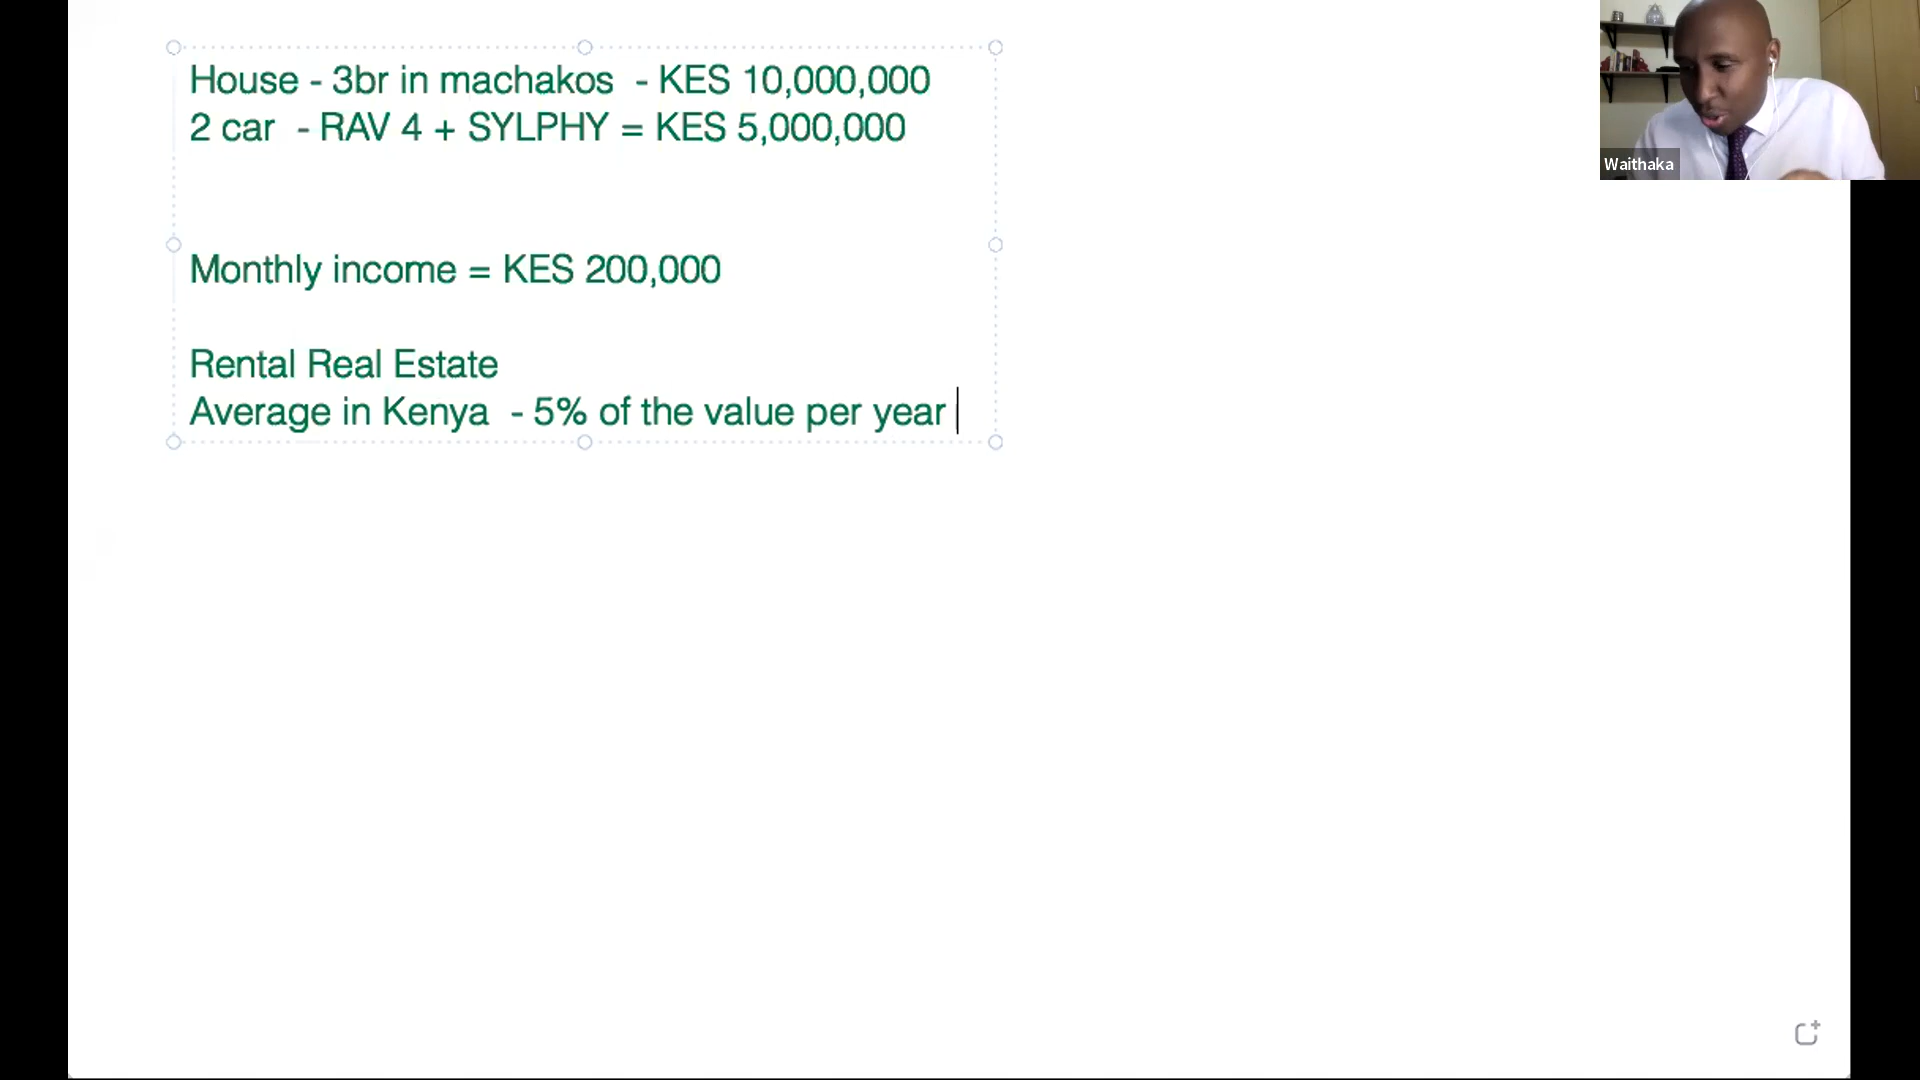 House - 3br in machakos - KES 10,000,000
2 car - RAV 4 + SYLPHY = KES 5,000,000
Monthly income = KES 200,000
Rental Real Estate
Average in Kenya - 5% of the value per year
Waithaka